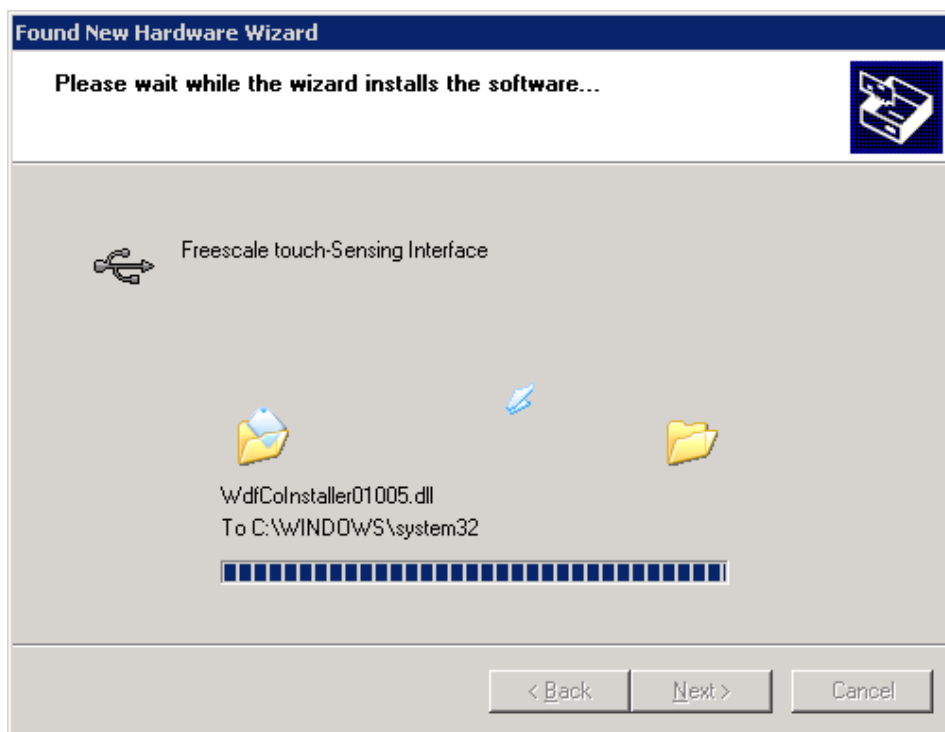 Found New Hardware Wizard
Please wait while the wizard installs the software...
Freescale touch-Sensing Interface
WdfCoInstaller01005.dll
To C:\WINDOWS\system32
< Back
Next >
Cancel